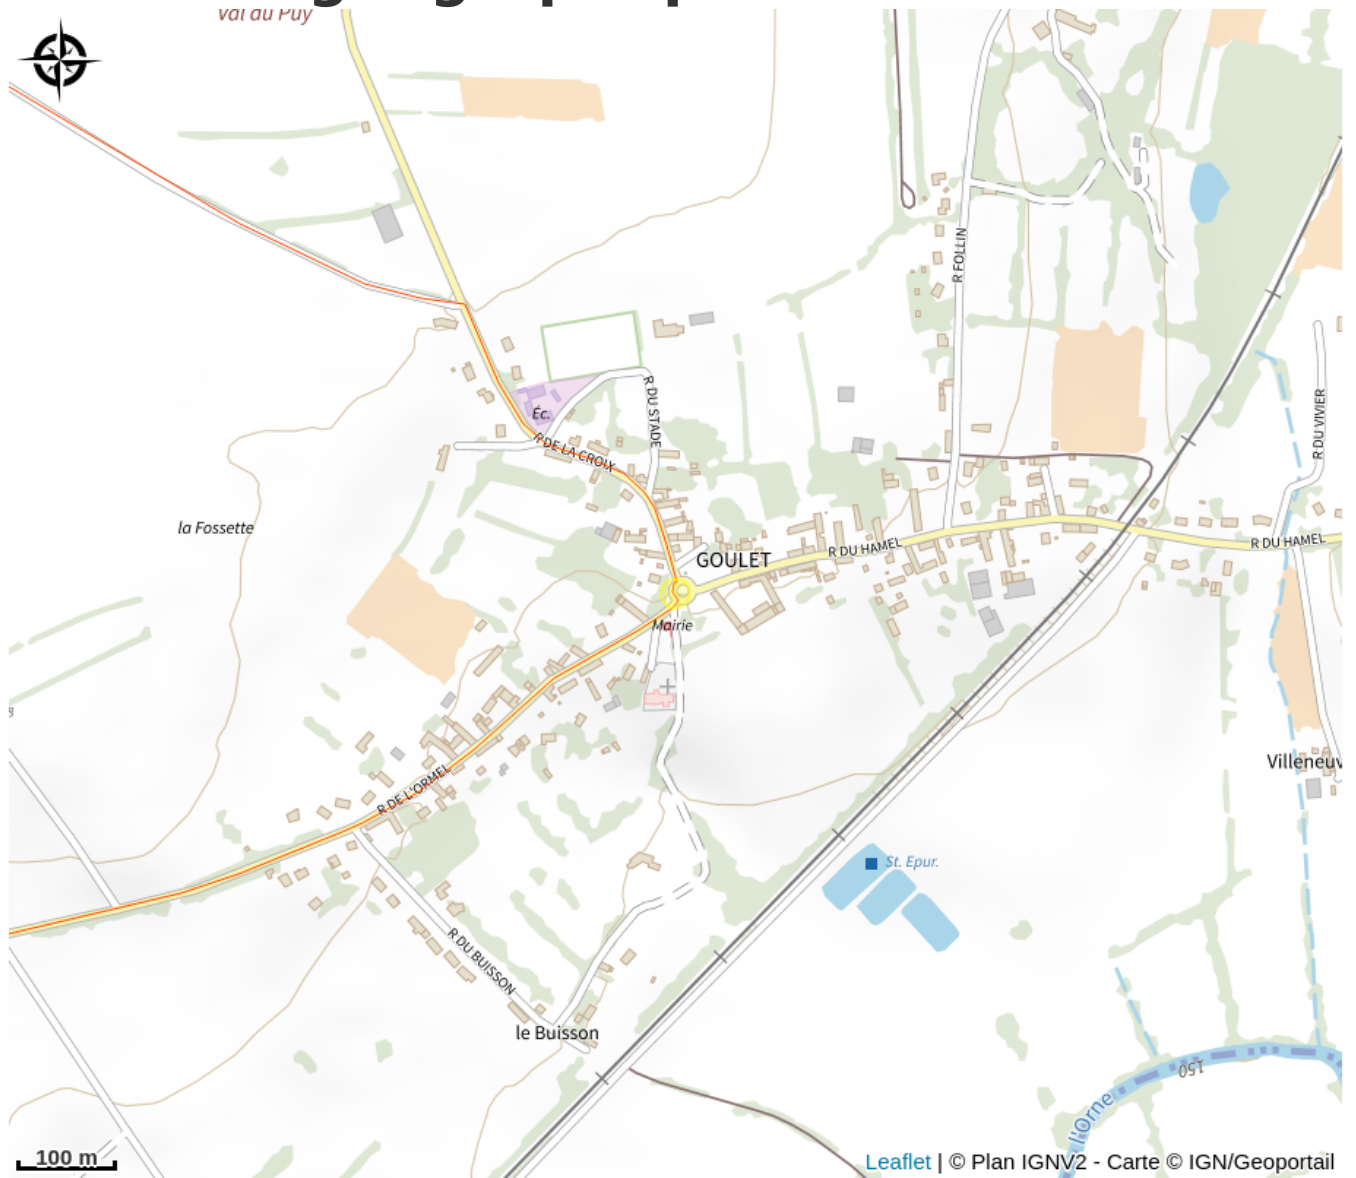 Val du Puy
R FOLLIN
R DU STADE
R DU VIVIER
Éc.
R DE LA CROIX
la Fossette
GOULET
R DU HAMEL
R DU HAMEL
Mairie
Villeneuv
R DE L'ORMEL
St. Epur.
R DU BUISSON
le Buisson
150
l'Orne
100 m
Leaflet | © Plan IGNV2 - Carte © IGN/Geoportail